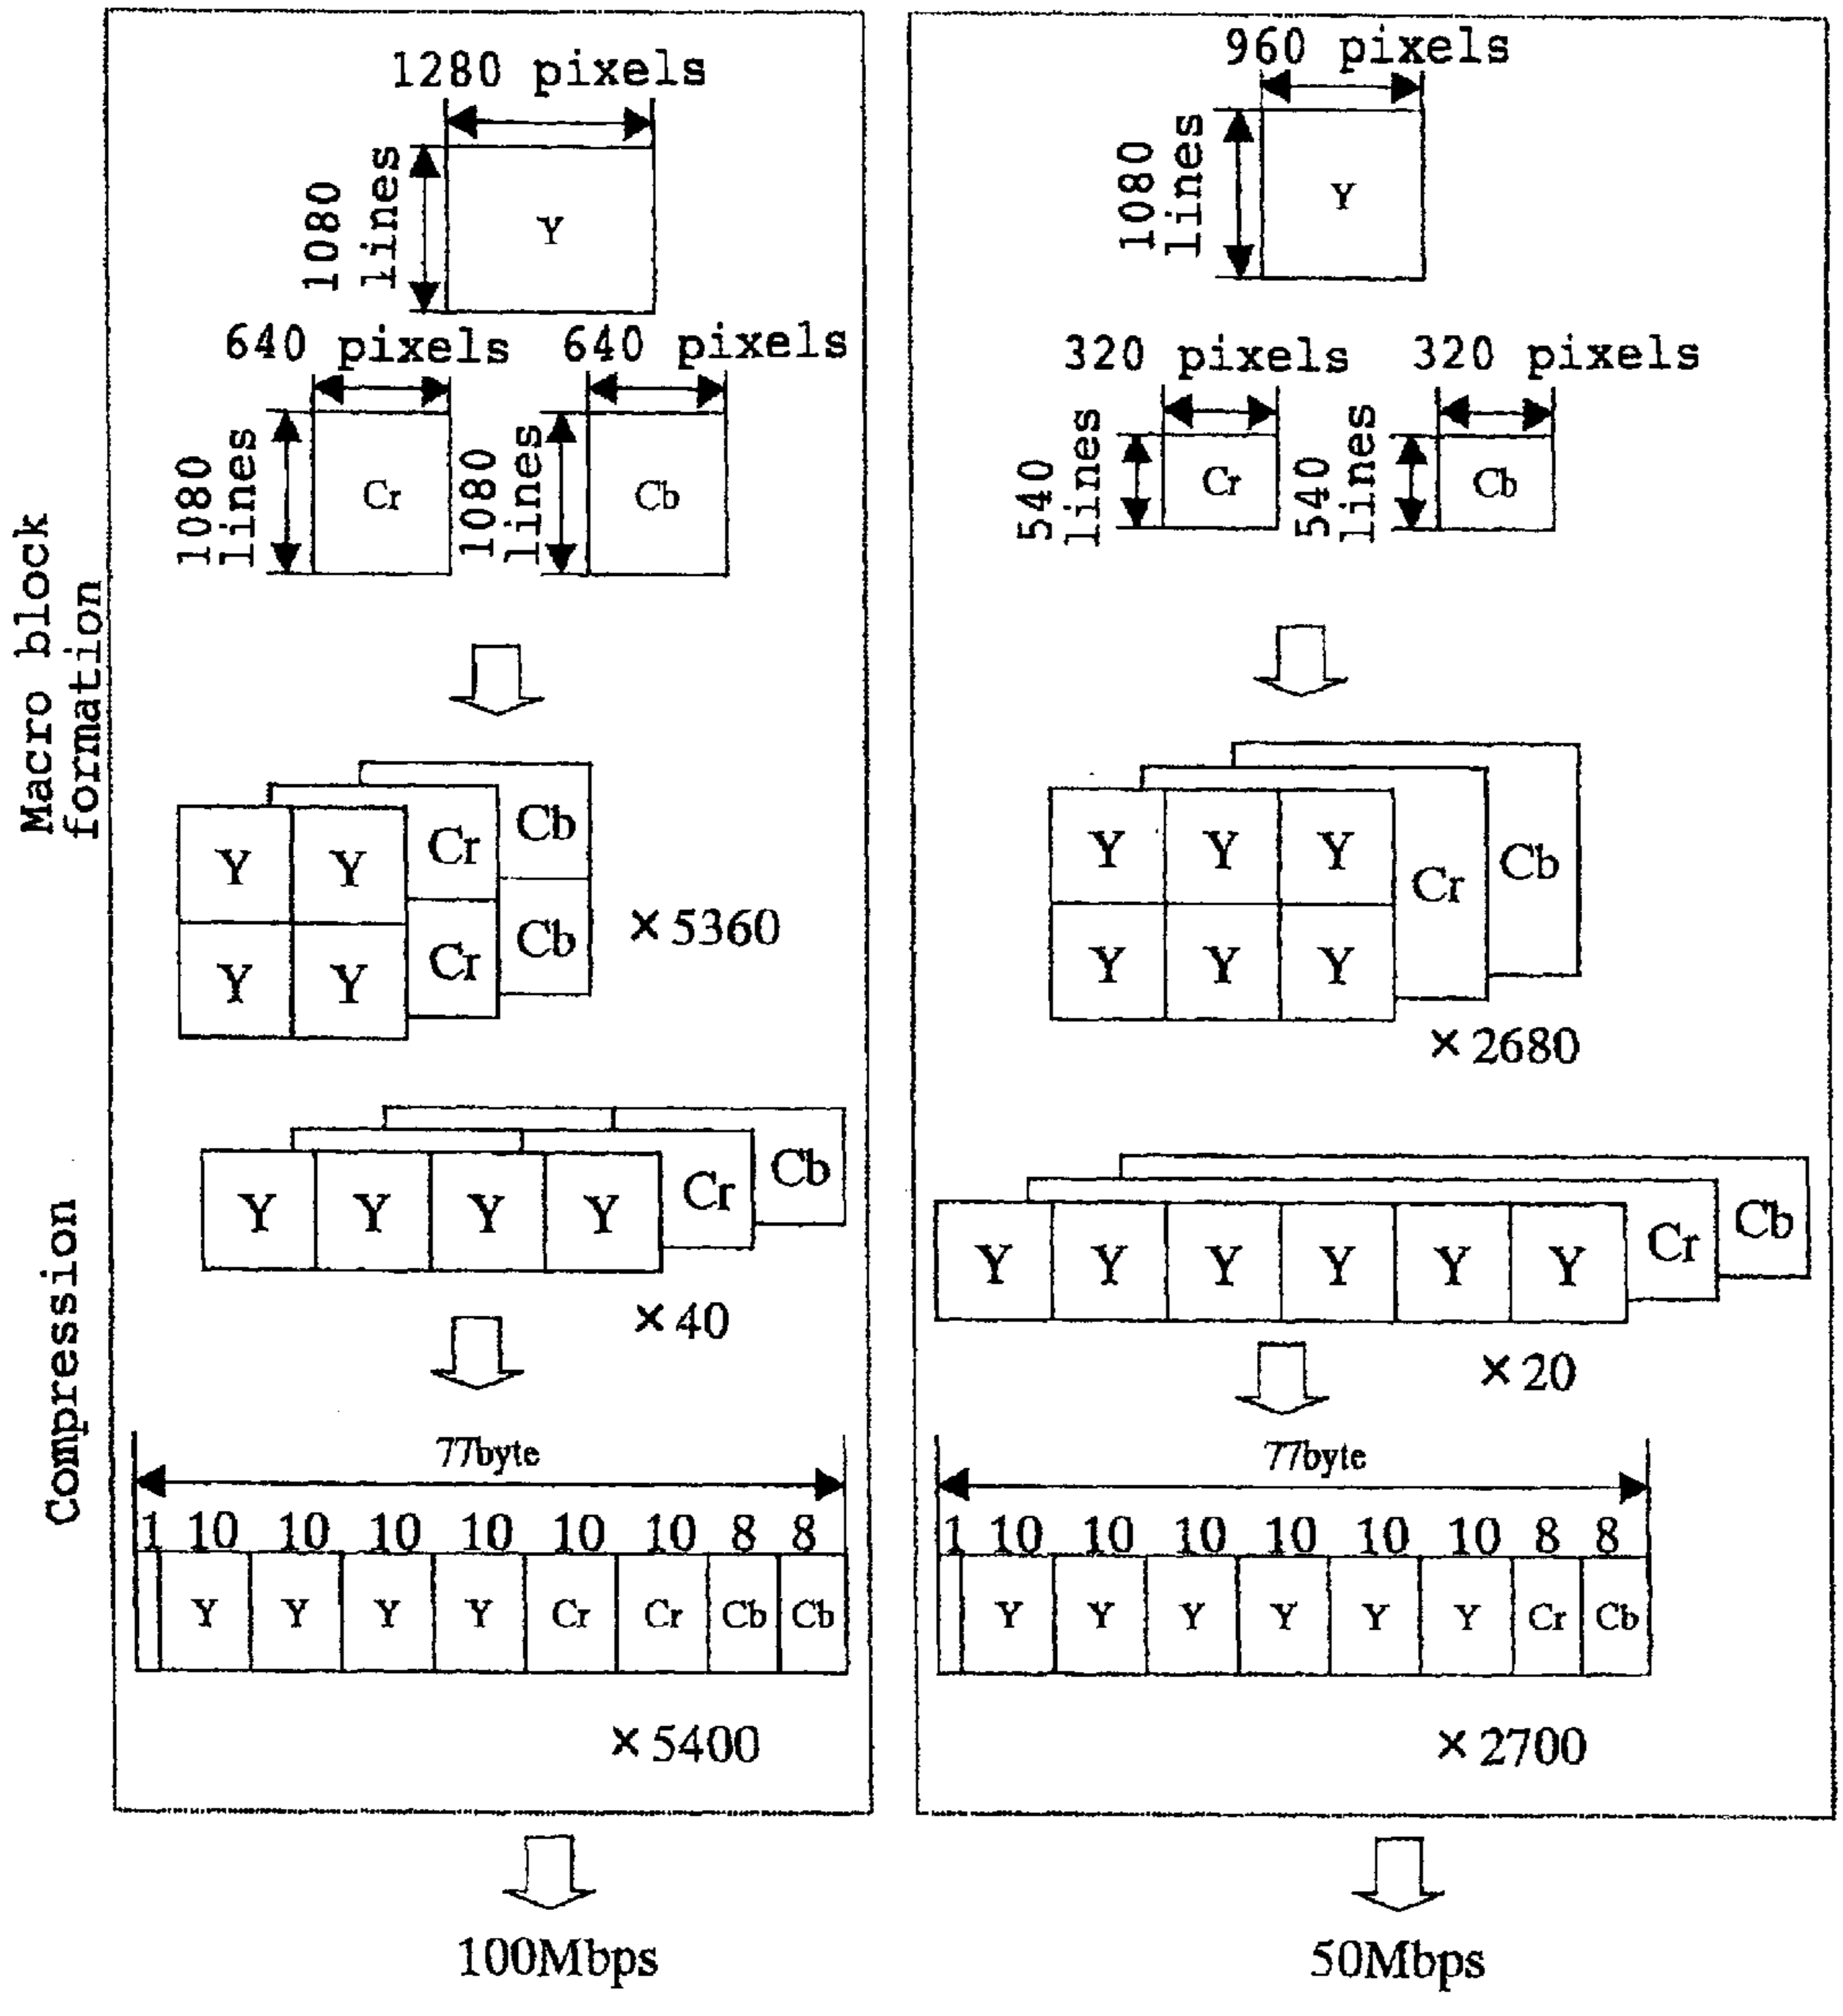 Macro block
formation
1280 pixels
1080
lines
Y
640 pixels
640 pixels
1080
lines
Cr
1080
lines
Cb
Y
Y
Cr
Cb
Y
Y
Cr
Cb
×5360
Compression
Y
Y
Y
Y
Cr
Cb
×40
77byte
1 10 10 10 10 10 10 8 8
Y Y Y Y Cr Cr Cb Cb
×5400
100Mbps
960 pixels
1080
lines
Y
320 pixels
320 pixels
540
lines
Cr
540
lines
Cb
Y
Y
Y
Cr
Cb
Y
Y
Y
×2680
Y
Y
Y
Y
Y
Y
Cr
Cb
×20
77byte
1 10 10 10 10 10 10 8 8
Y Y Y Y Y Y Cr Cb
×2700
50Mbps